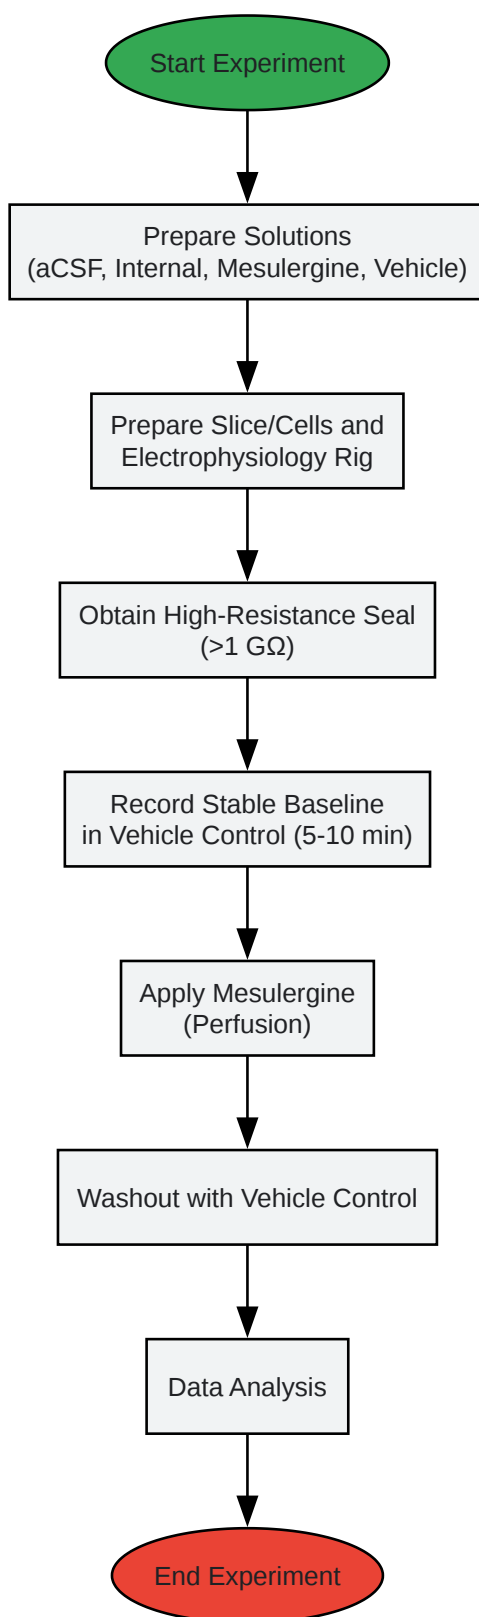 Start Experiment
Prepare Solutions
(aCSF, Internal, Mesulergine, Vehicle)
Prepare Slice/Cells and
Electrophysiology Rig
Obtain High-Resistance Seal
(>1 GΩ)
Record Stable Baseline
in Vehicle Control (5-10 min)
Apply Mesulergine
(Perfusion)
Washout with Vehicle Control
Data Analysis
End Experiment